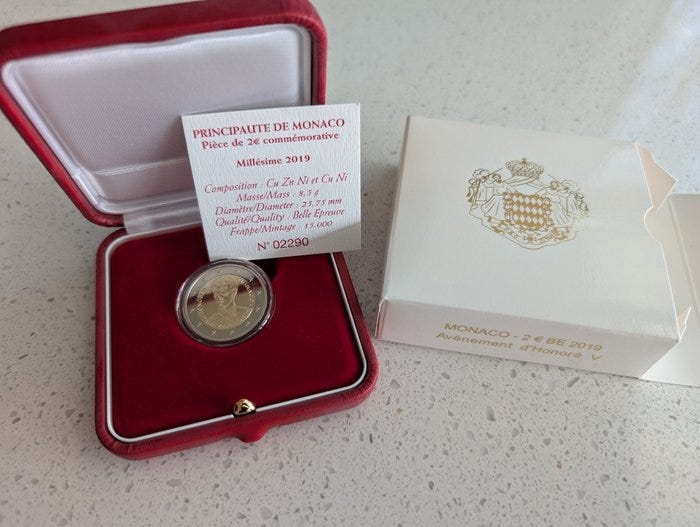 PRINCIPAUTE DE MONACO
Pièce de 2€ commémorative
Millésime 2019
Composition : Cu Zn Ni et Cu Ni
Masse/Mass : 8,5 g
Diamètre/Diameter : 25,75 mm
Qualité/Quality : Belle Epreuve
Frappe/Mintage : 15.000
N° 02290
MONACO - 2 € BE 2019
Avènement d'Honoré V